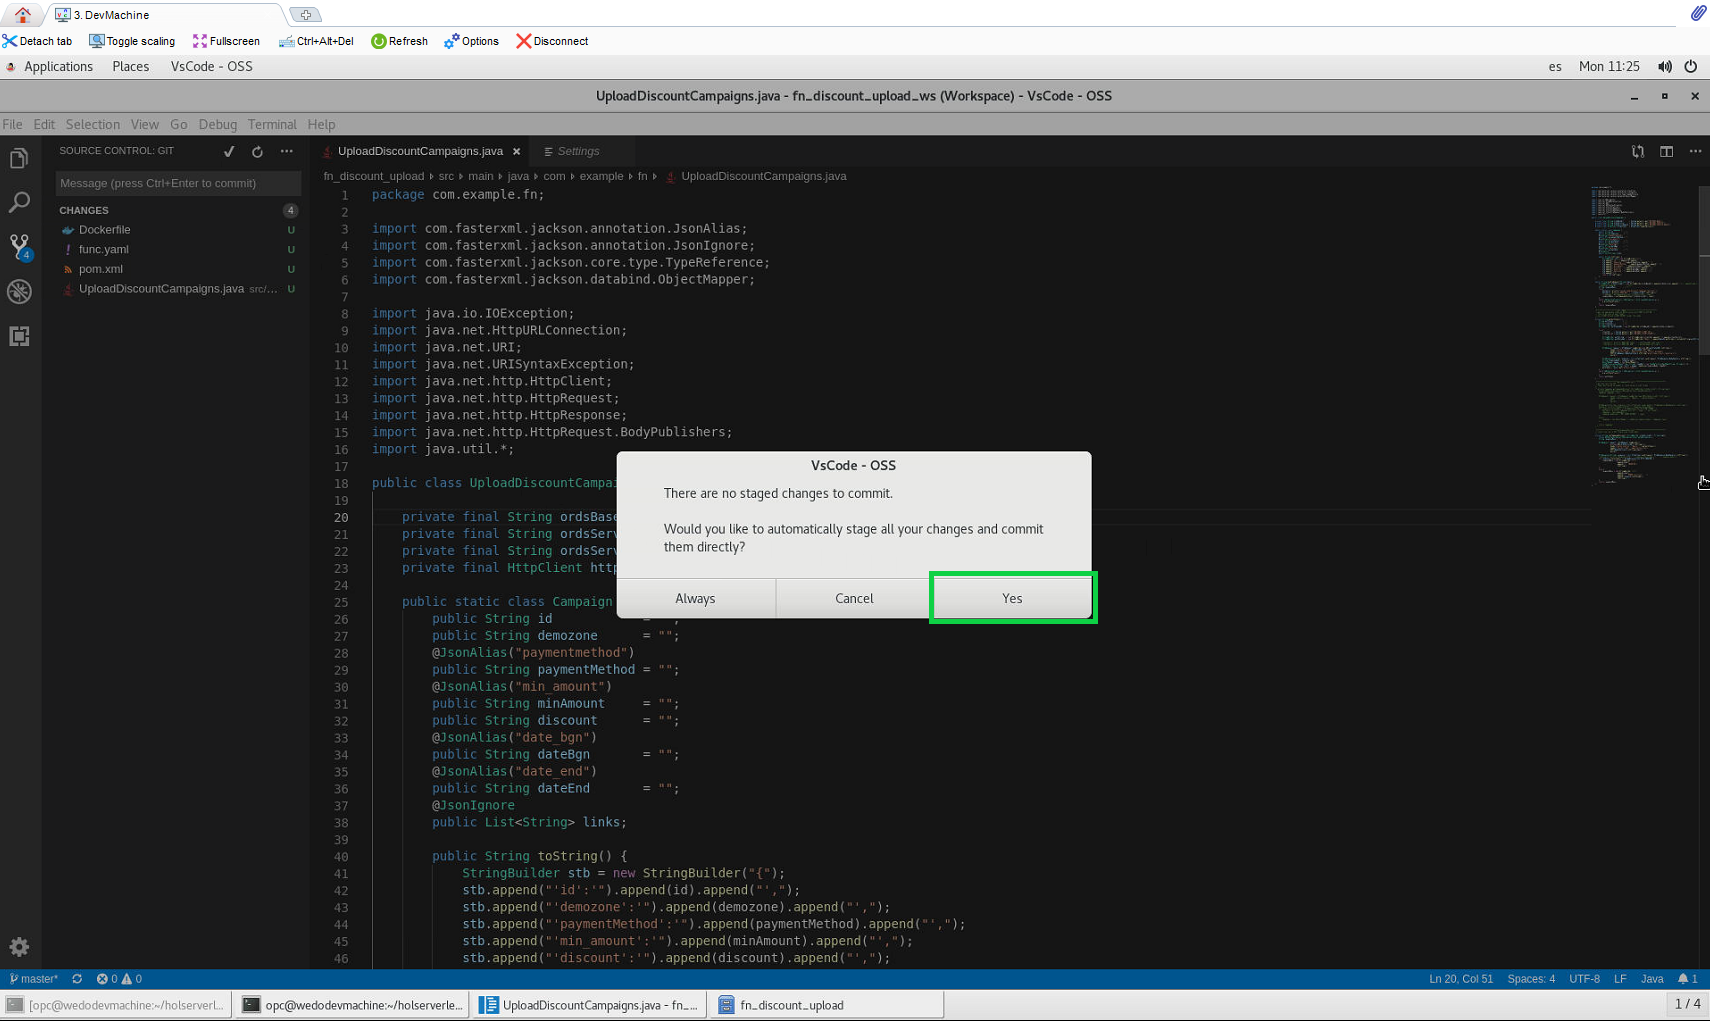 3. DevMachine
Detach tab Toggle scaling Fullscreen Ctrl+Alt+Del Refresh Options Disconnect
Applications Places VsCode - OSS es Mon 11:25
UploadDiscountCampaigns.java - fn_discount_upload_ws (Workspace) - VsCode - OSS
File Edit Selection View Go Debug Terminal Help
SOURCE CONTROL: GIT
Message (press Ctrl+Enter to commit)
CHANGES 4
Dockerfile U
func.yaml U
pom.xml U
UploadDiscountCampaigns.java src/... U
4
UploadDiscountCampaigns.java Settings
fn_discount_upload src main java com example fn UploadDiscountCampaigns.java
1 package com.example.fn;
2
3 import com.fasterxml.jackson.annotation.JsonAlias;
4 import com.fasterxml.jackson.annotation.JsonIgnore;
5 import com.fasterxml.jackson.core.type.TypeReference;
6 import com.fasterxml.jackson.databind.ObjectMapper;
7
8 import java.io.IOException;
9 import java.net.HttpURLConnection;
10 import java.net.URI;
11 import java.net.URISyntaxException;
12 import java.net.http.HttpClient;
13 import java.net.http.HttpRequest;
14 import java.net.http.HttpResponse;
15 import java.net.http.HttpRequest.BodyPublishers;
16 import java.util.*;
17
18 public class UploadDiscountCampai
19
20 private final String ordsBase
21 private final String ordsServ
22 private final String ordsServ
23 private final HttpClient http
24
25 public static class Campaign
26 public String id = "";
27 public String demozone = "";
28 @JsonAlias("paymentmethod")
29 public String paymentMethod = "";
30 @JsonAlias("min_amount")
31 public String minAmount = "";
32 public String discount = "";
33 @JsonAlias("date_bgn")
34 public String dateBgn = "";
35 @JsonAlias("date_end")
36 public String dateEnd = "";
37 @JsonIgnore
38 public List<String> links;
39
40 public String toString() {
41 StringBuilder stb = new StringBuilder("{");
42 stb.append("'id':'").append(id).append("',");
43 stb.append("'demozone':'").append(demozone).append("',");
44 stb.append("'paymentMethod':'").append(paymentMethod).append("',");
45 stb.append("'min_amount':'").append(minAmount).append("',");
46 stb.append("'discount':'").append(discount).append("',");
VsCode - OSS
There are no staged changes to commit.
Would you like to automatically stage all your changes and commit
them directly?
Always Cancel Yes
master* 0 0 Ln 20, Col 51 Spaces: 4 UTF-8 LF Java 1
[opc@wedodevmachine:~/holserverl... opc@wedodevmachine:~/holserverle... UploadDiscountCampaigns.java - fn_... fn_discount_upload 1 / 4